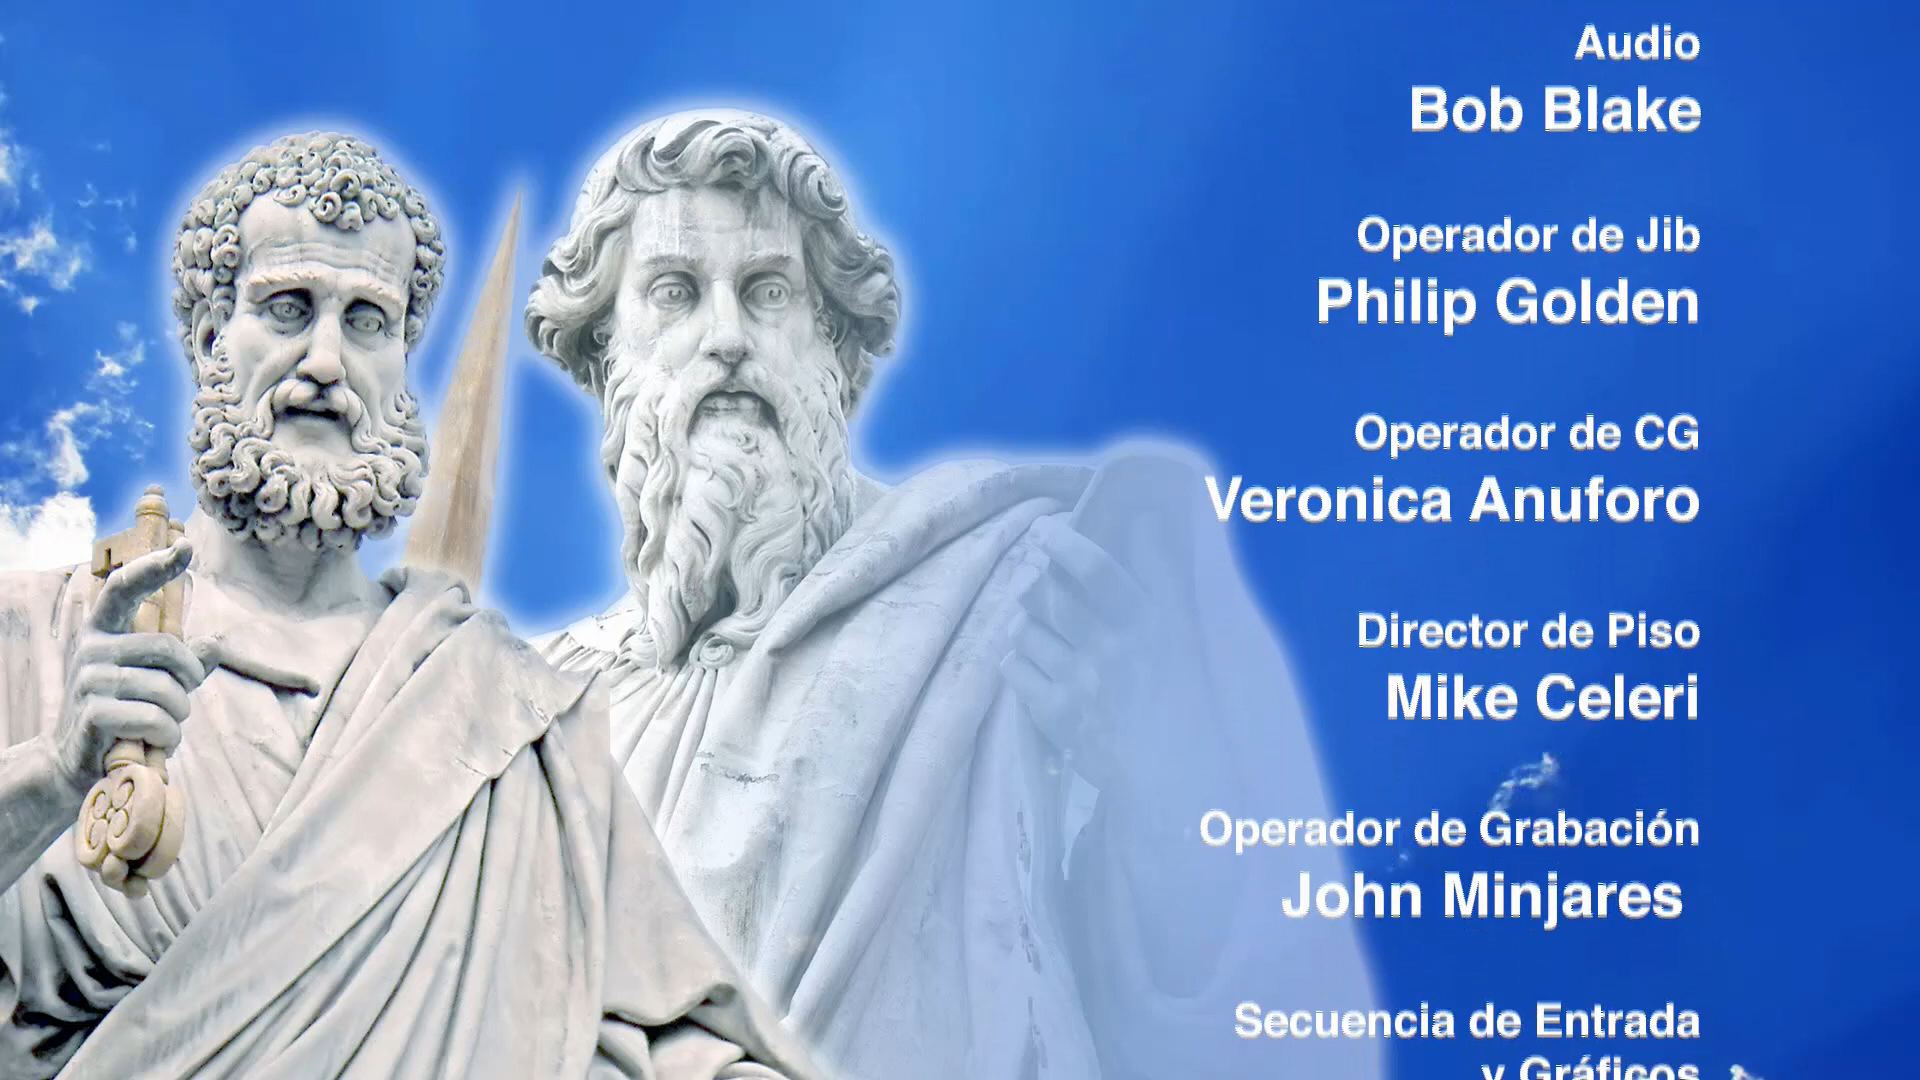 Audio
Bob Blake
Operador de Jib
Philip Golden
Operador de CG
Veronica Anuforo
Director de Piso
Mike Celeri
Operador de Grabación
John Minjares
Secuencia de Entrada
y Gráficos